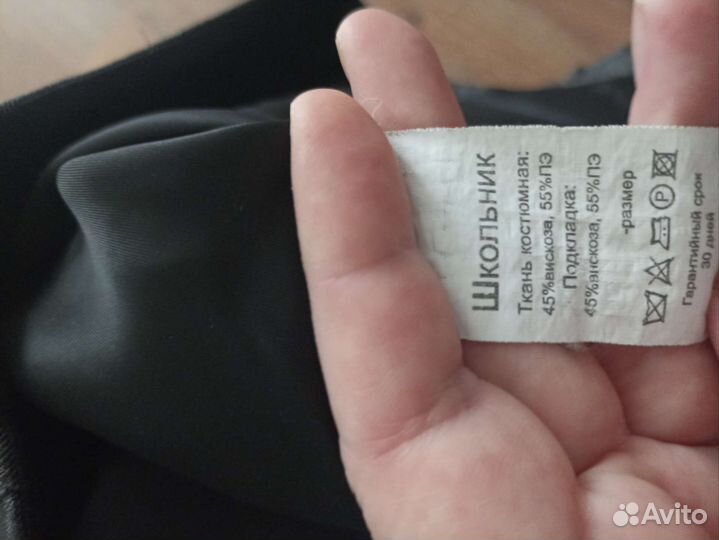 ШКОЛЬНИК
Ткань костюмная:
45%вискоза, 55%ПЭ
Подкладка:
45%вискоза, 55%ПЭ
-размер
Гарантийный срок
30 дней
Avito